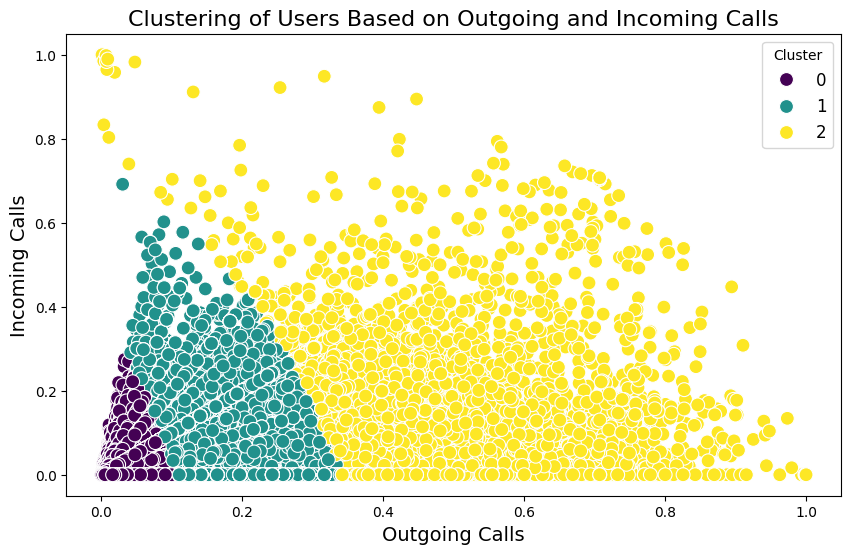 Clustering of Users Based on Outgoing and Incoming Calls
Cluster
0
1
2
Incoming Calls
1.0
0.8
0.6
0.4
0.2
0.0
0.0 0.2 0.4 0.6 0.8 1.0
Outgoing Calls